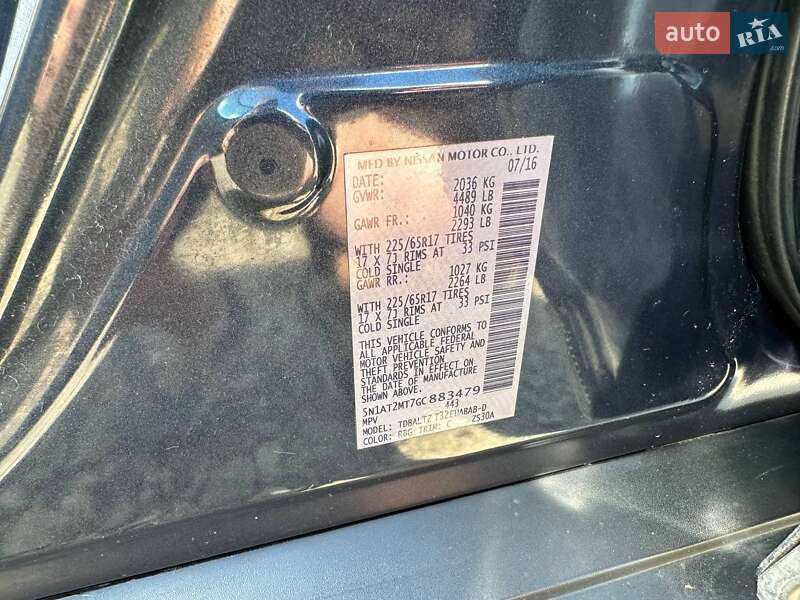 auto RIA.com
MFD BY NISSAN MOTOR CO., LTD.
DATE: 07/16
GVWR: 2036 KG
4489 LB
GAWR FR.: 1040 KG
2293 LB
WITH 225/65R17 TIRES
17 X 7J RIMS AT 33 PSI
COLD SINGLE
GAWR RR.: 1027 KG
2264 LB
WITH 225/65R17 TIRES
17 X 7J RIMS AT 33 PSI
COLD SINGLE
THIS VEHICLE CONFORMS TO
ALL APPLICABLE FEDERAL
MOTOR VEHICLE SAFETY AND
THEFT PREVENTION
STANDARDS IN EFFECT ON
THE DATE OF MANUFACTURE
5N1AT2MT7GC883479
MPV 443
MODEL: TDBALTZ T32EUABAB-D
COLOR: RBG TRIM: C ZS30A